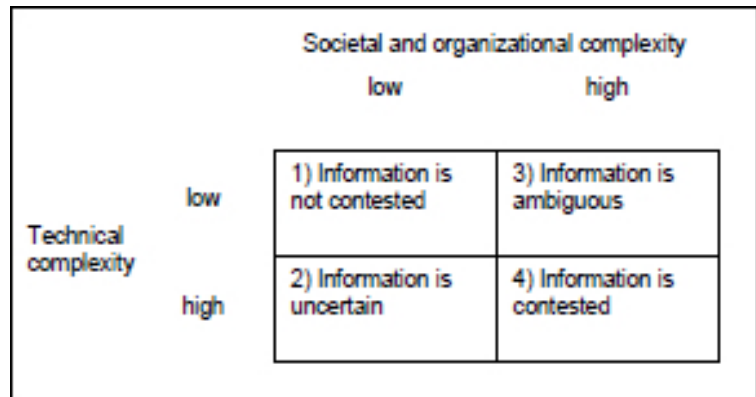 Societal and organizational complexity
low high
1) Information is 3) Information is
low not contested ambiguous
Technical
complexity
2) Information is 4) Information is
high uncertain contested